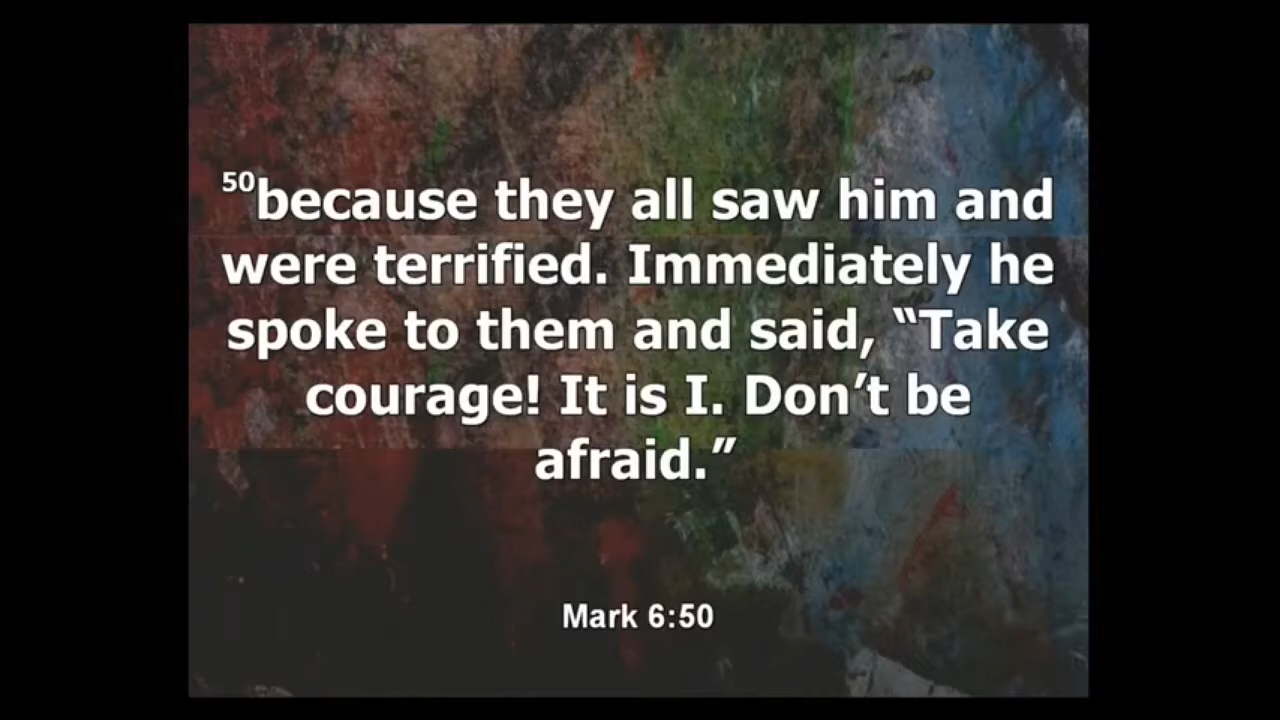 50because they all saw him and
were terrified. Immediately he
spoke to them and said, “Take
courage! It is I. Don’t be
afraid.”
Mark 6:50